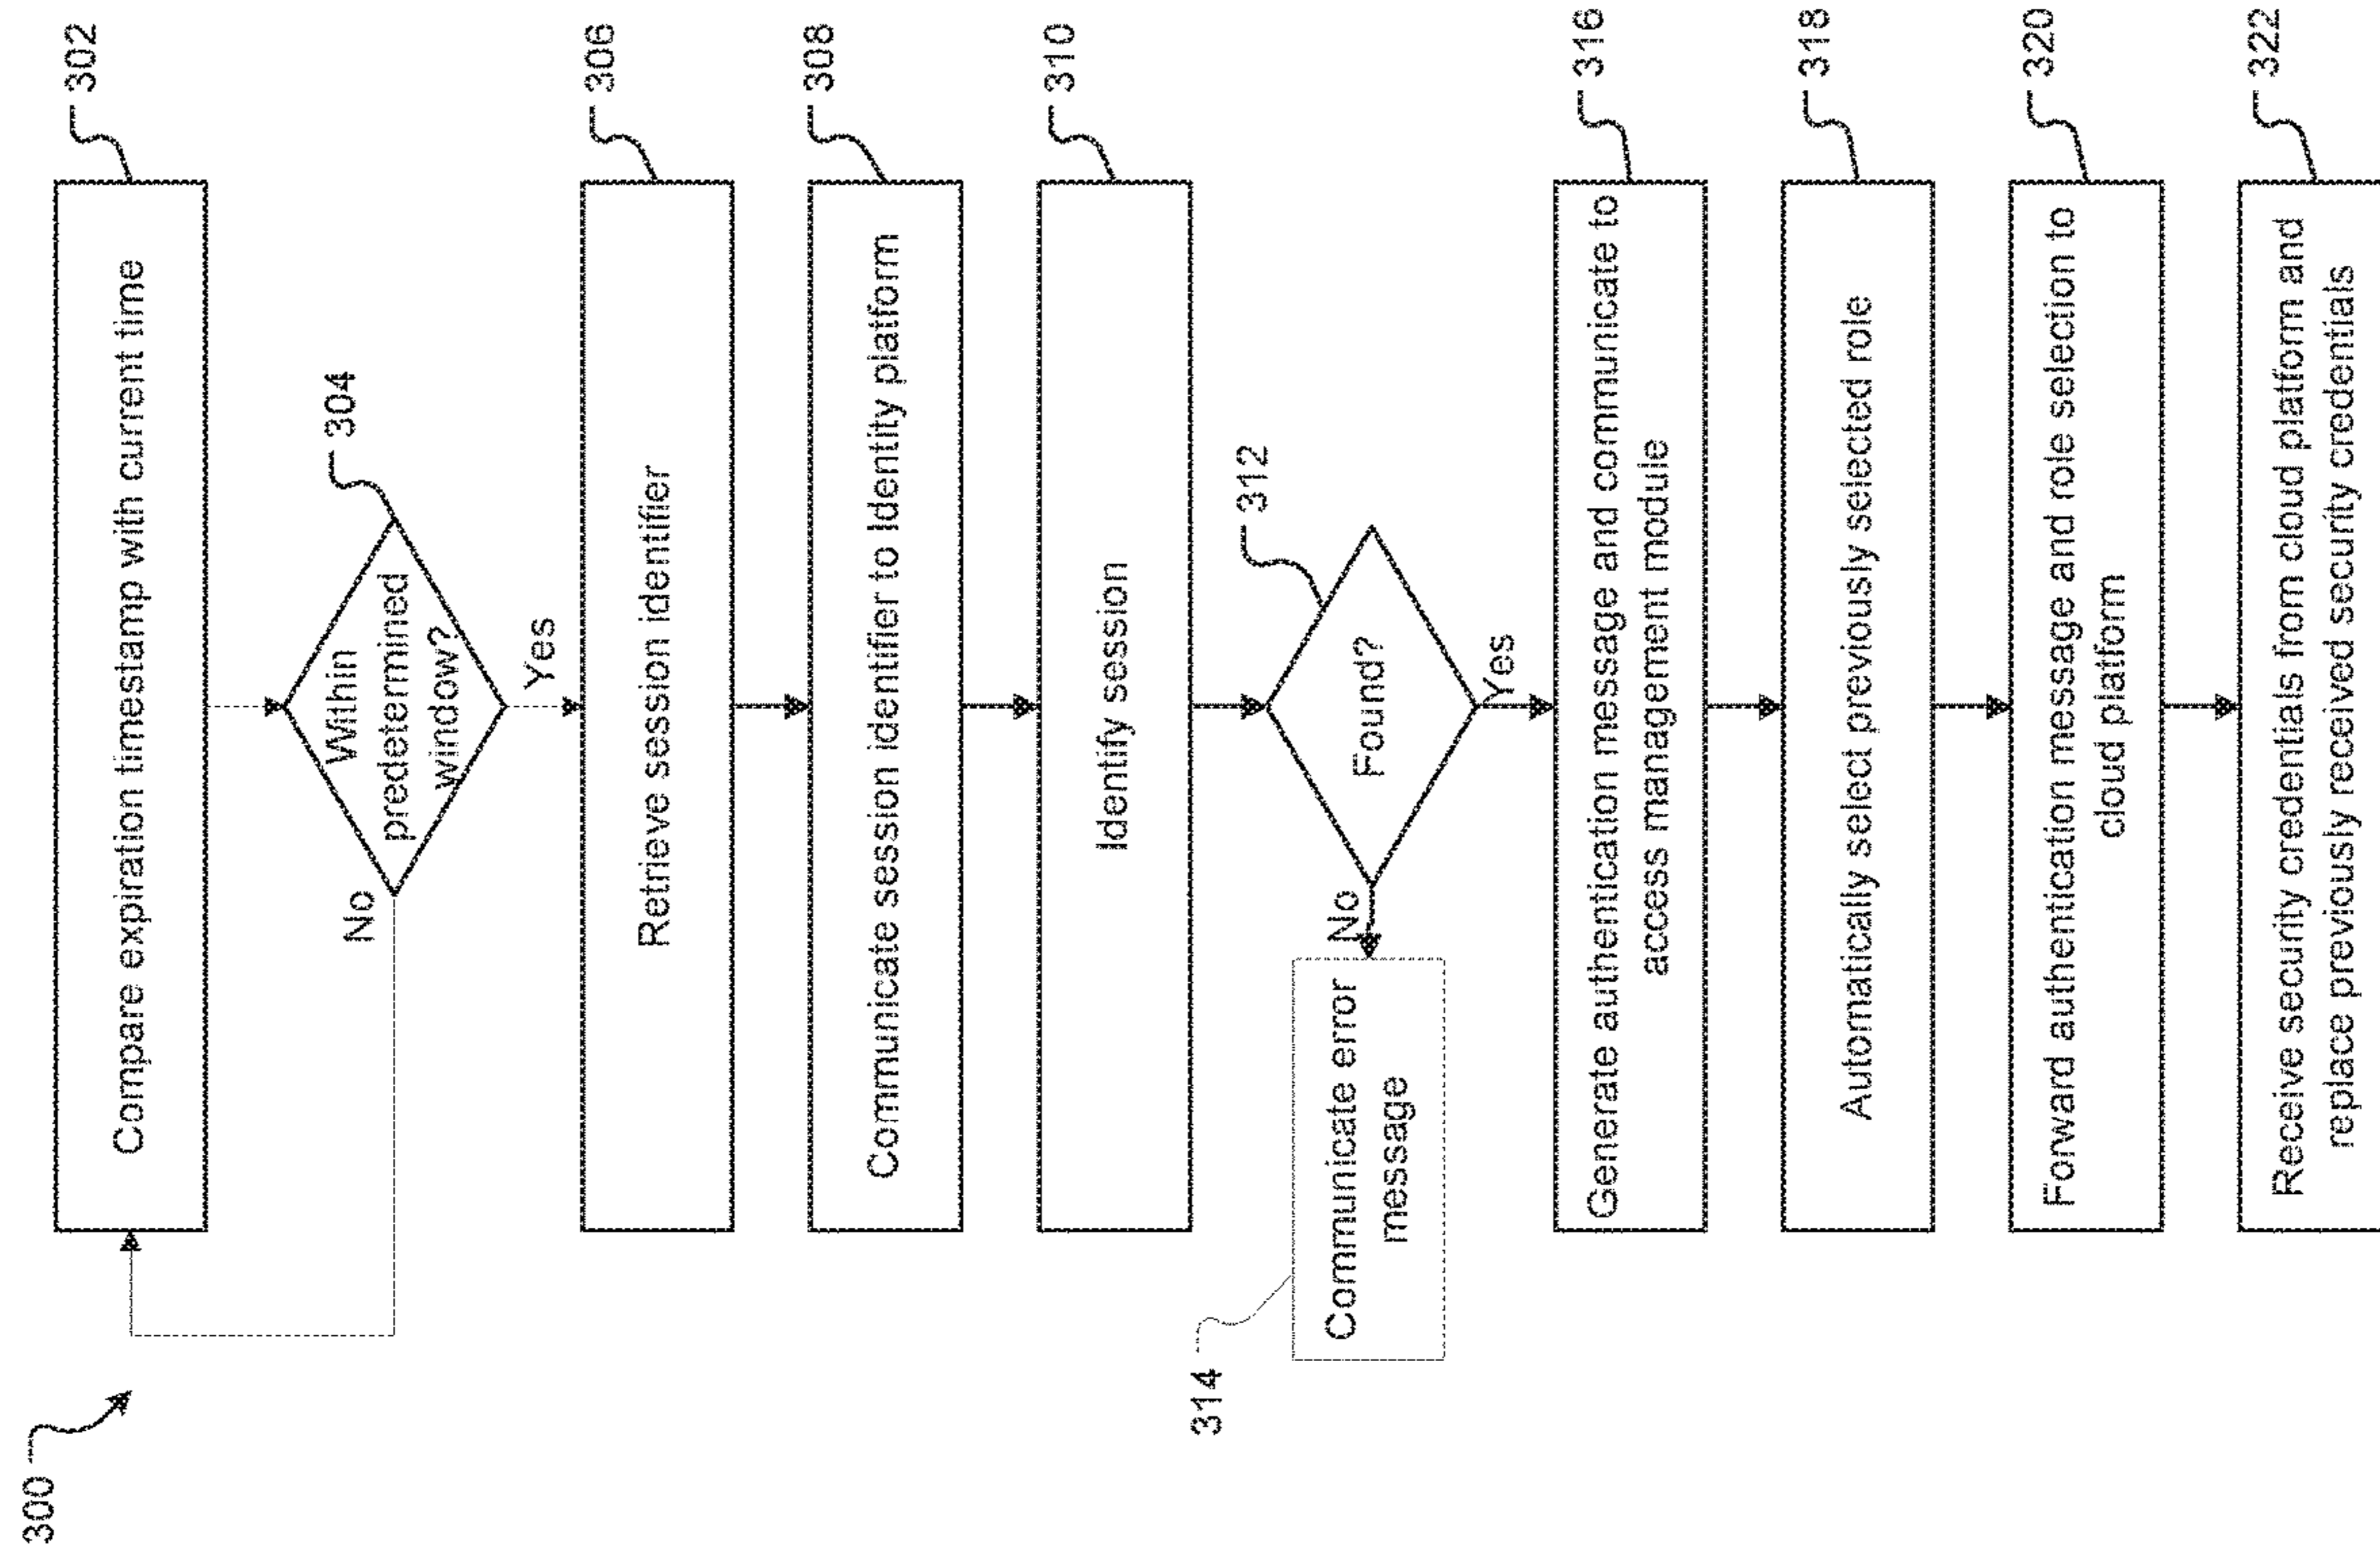 300
302
Compare expiration timestamp with current time
304
Within
predetermined
window?
No
Yes
306
Retrieve session identifier
308
Communicate session identifier to Identity platform
310
Identify session
312
Found?
No
Yes
314
Communicate error
message
316
Generate authentication message and communicate to
access management module
318
Automatically select previously selected role
320
Forward authentication message and role selection to
cloud platform
322
Receive security credentials from cloud platform and
replace previously received security credentials